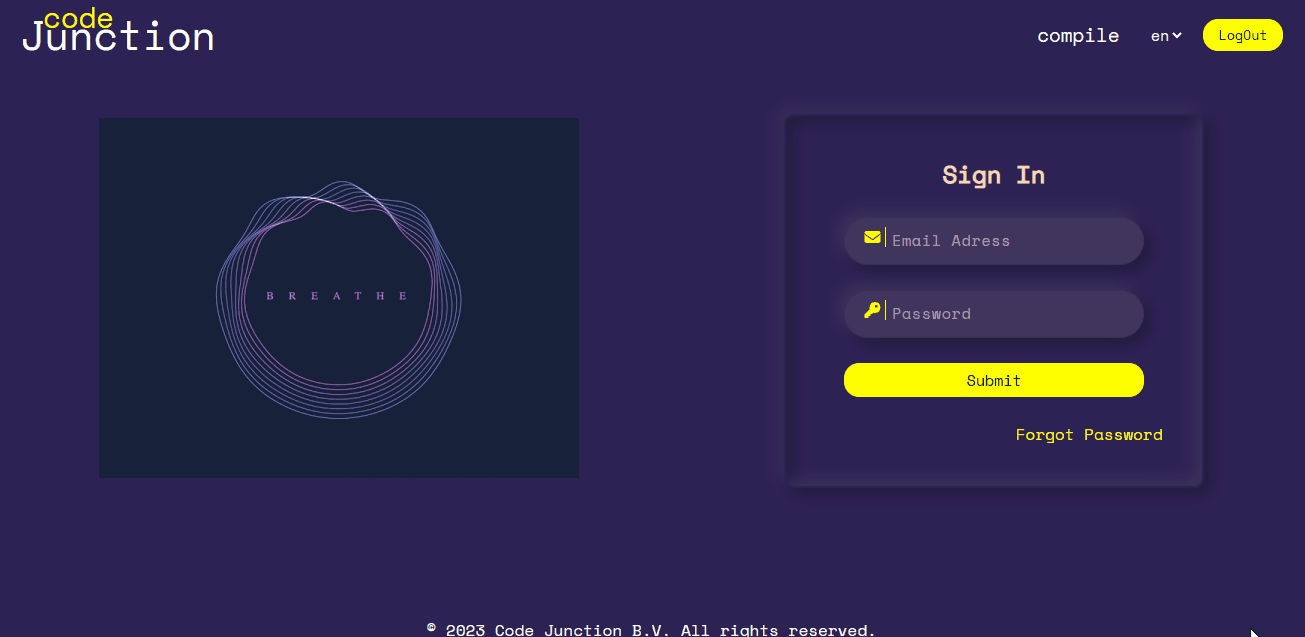 code
Junction
compile
en
LogOut
B R E A T H E
Sign In
Email Adress
Password
Submit
Forgot Password
© 2023 Code Junction B.V. All rights reserved.